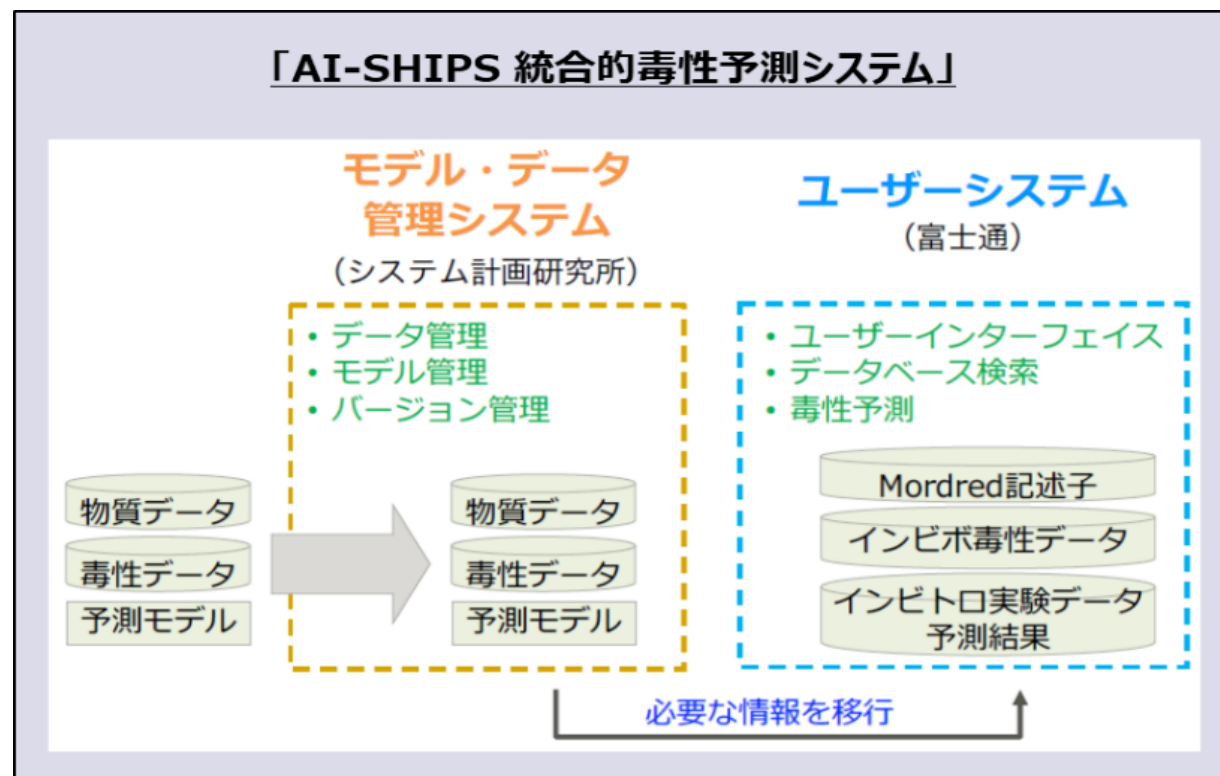 「AI-SHIPS 統合的毒性予測システム」
モデル・データ
管理システム
（システム計画研究所）
・データ管理
・モデル管理
・バージョン管理
物質データ
毒性データ
予測モデル
物質データ
毒性データ
予測モデル
ユーザーシステム
（富士通）
・ユーザーインターフェイス
・データベース検索
・毒性予測
Mordred記述子
インビボ毒性データ
インビトロ実験データ
予測結果
必要な情報を移行